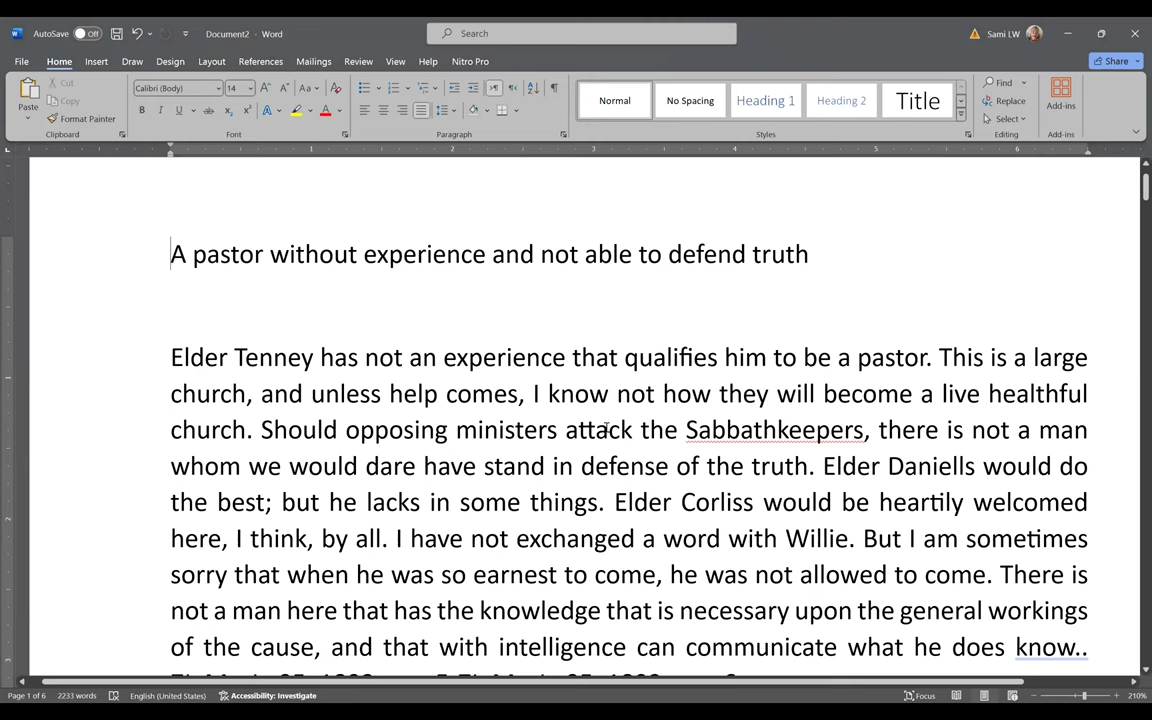 AutoSave Off Document2 - Word Search Sami LW
File Home Insert Draw Design Layout References Mailings Review View Help Nitro Pro Share
Paste Cut Copy Format Painter Clipboard
Calibri (Body) 14 Font
Paragraph
Normal No Spacing Heading 1 Heading 2 Title Styles
Find Replace Select Editing
Add-ins Add-ins
1 2 3 4 5 6
A pastor without experience and not able to defend truth
Elder Tenney has not an experience that qualifies him to be a pastor. This is a large
church, and unless help comes, I know not how they will become a live healthful
church. Should opposing ministers attack the Sabbathkeepers, there is not a man
whom we would dare have stand in defense of the truth. Elder Daniells would do
the best; but he lacks in some things. Elder Corliss would be heartily welcomed
here, I think, by all. I have not exchanged a word with Willie. But I am sometimes
sorry that when he was so earnest to come, he was not allowed to come. There is
not a man here that has the knowledge that is necessary upon the general workings
of the cause, and that with intelligence can communicate what he does know..
Page 1 of 6 2233 words English (United States) Accessibility: Investigate Focus 210%